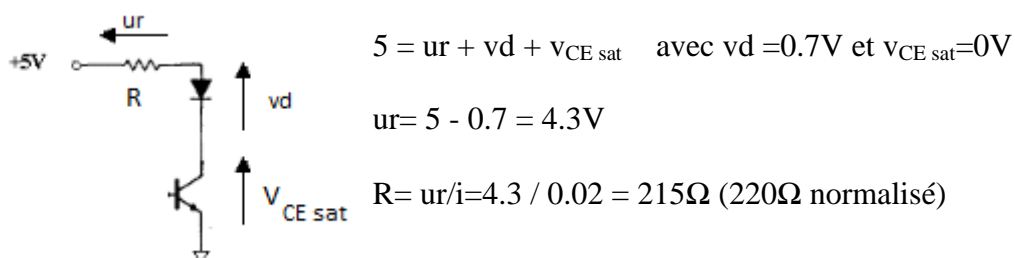 ur
+5V
R
vd
V CE sat
5 = ur + vd + vCE sat avec vd =0.7V et vCE sat=0V
ur= 5 - 0.7 = 4.3V
R= ur/i=4.3 / 0.02 = 215Ω (220Ω normalisé)